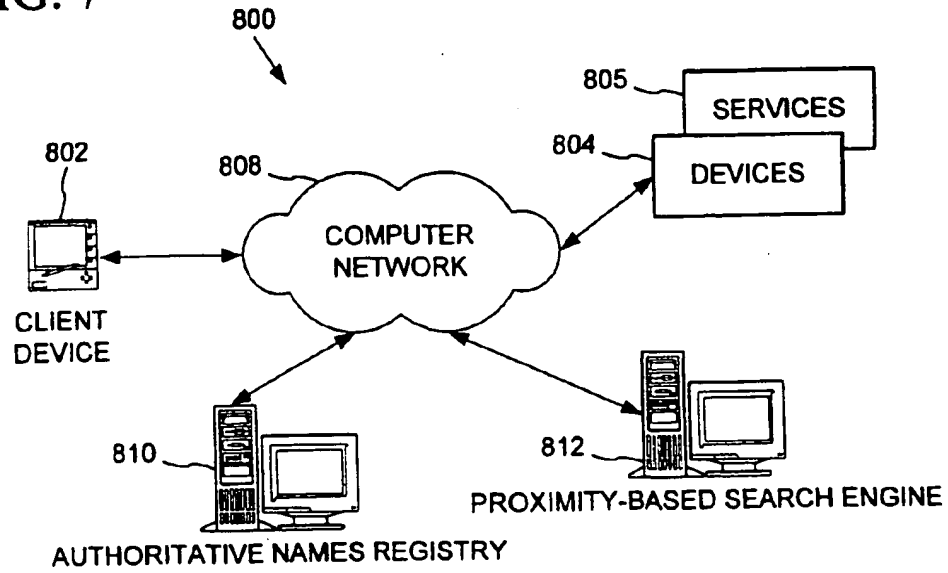 800
805
SERVICES
804
DEVICES
802
808
COMPUTER
NETWORK
CLIENT
DEVICE
810
812
PROXIMITY-BASED SEARCH ENGINE
AUTHORITATIVE NAMES REGISTRY